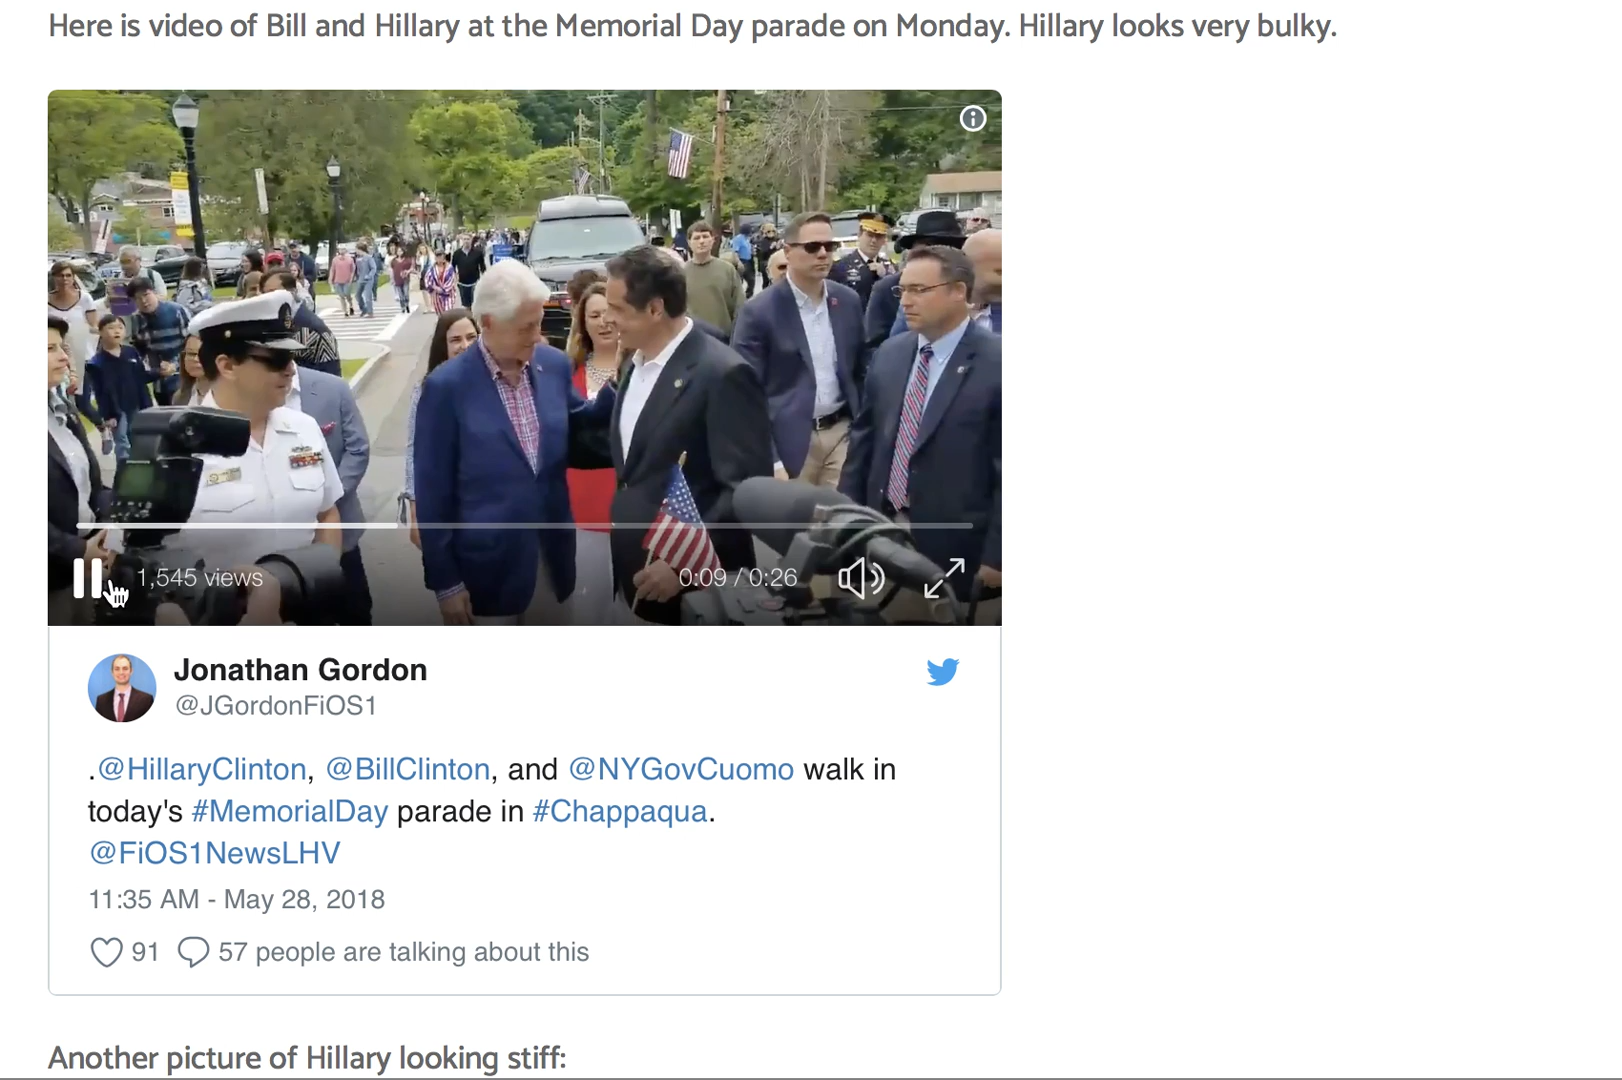 Here is video of Bill and Hillary at the Memorial Day parade on Monday. Hillary looks very bulky.
1,545 views
0:09 / 0:26
Jonathan Gordon
@JGordonFiOS1
.@HillaryClinton, @BillClinton, and @NYGovCuomo walk in
today's #MemorialDay parade in #Chappaqua.
@FiOS1NewsLHV
11:35 AM - May 28, 2018
91 57 people are talking about this
Another picture of Hillary looking stiff: